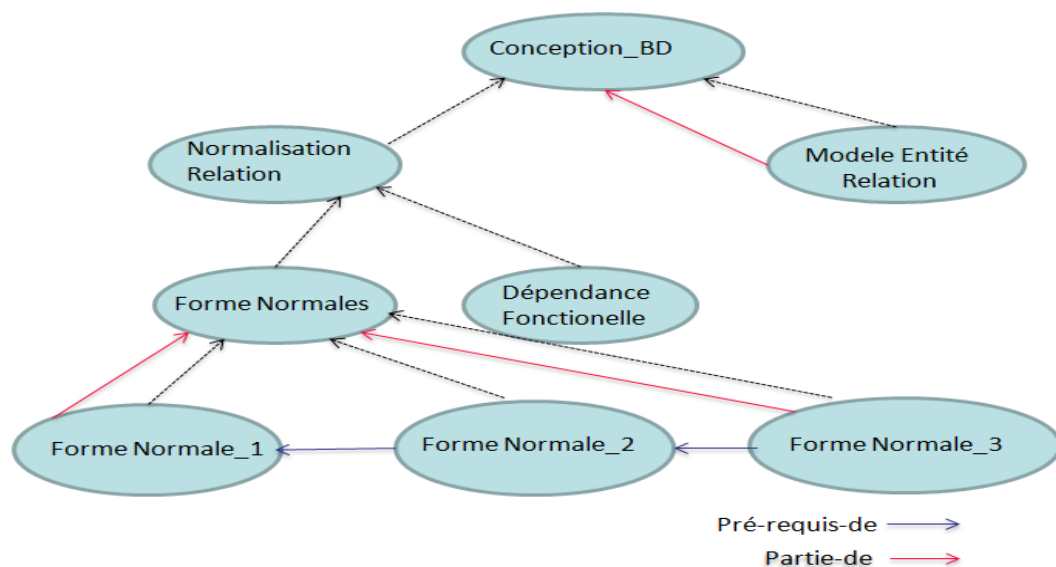 Conception_BD
Normalisation
Relation
Modele Entité
Relation
Forme Normales
Dépendance
Fonctionelle
Forme Normale_1
Forme Normale_2
Forme Normale_3
Pré-requis-de
Partie-de